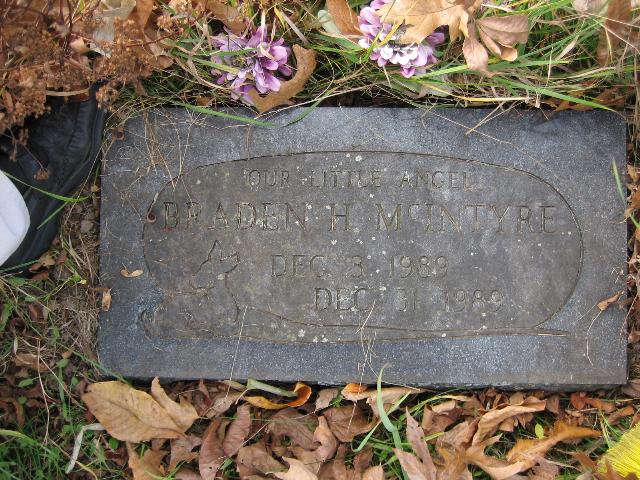 OUR LITTLE ANGEL
BRADEN H. McINTYRE
DEC. 3, 1989
DEC. 31, 1989